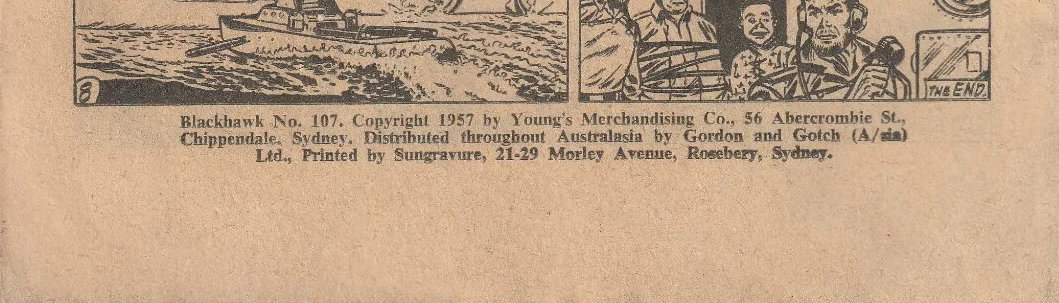 8
THE END.
Blackhawk No. 107. Copyright 1957 by Young's Merchandising Co., 56 Abercrombie St.,
Chippendale, Sydney. Distributed throughout Australasia by Gordon and Gotch (A/sia)
Ltd., Printed by Sungravure, 21-29 Morley Avenue, Rosebery, Sydney.